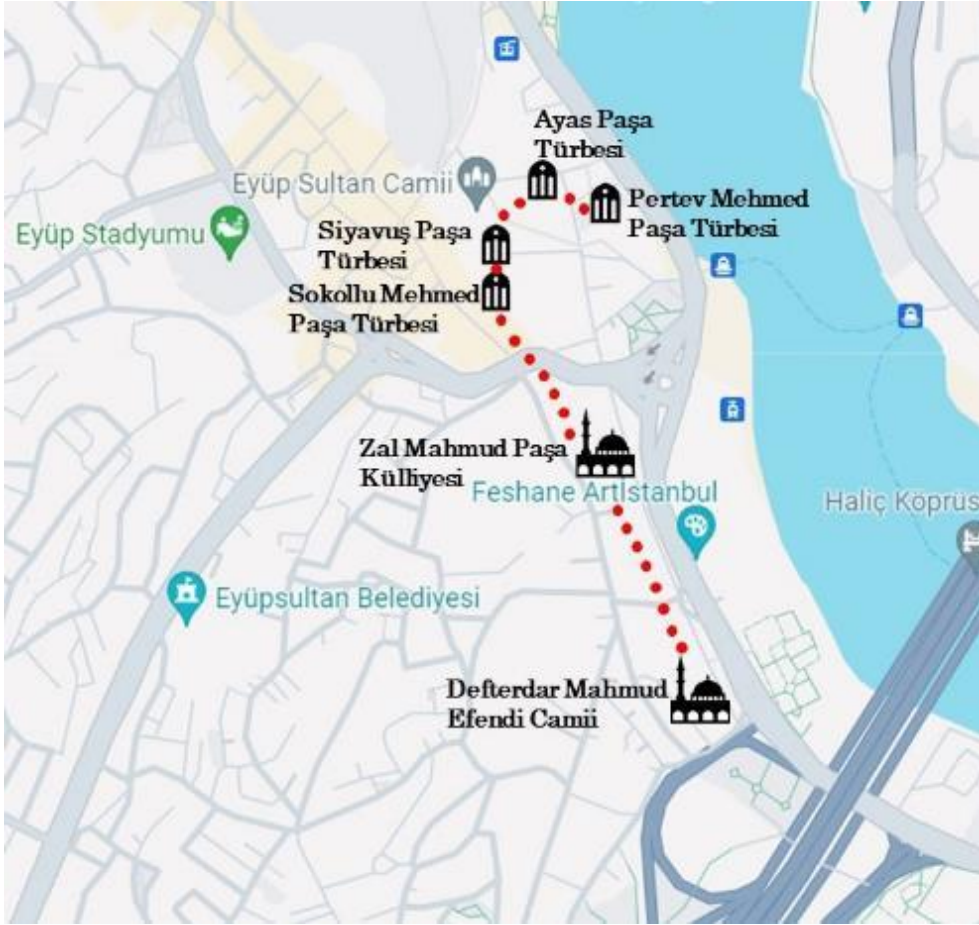 Ayas Paşa
Türbesi
Eyüp Sultan Camii
Pertev Mehmed
Paşa Türbesi
Eyüp Stadyumu
Siyavuş Paşa
Türbesi
Sokollu Mehmed
Paşa Türbesi
Zal Mahmud Paşa
Külliyesi
Feshane ArtIstanbul
Haliç Köprüs
Eyüpsultan Belediyesi
Defterdar Mahmud
Efendi Camii